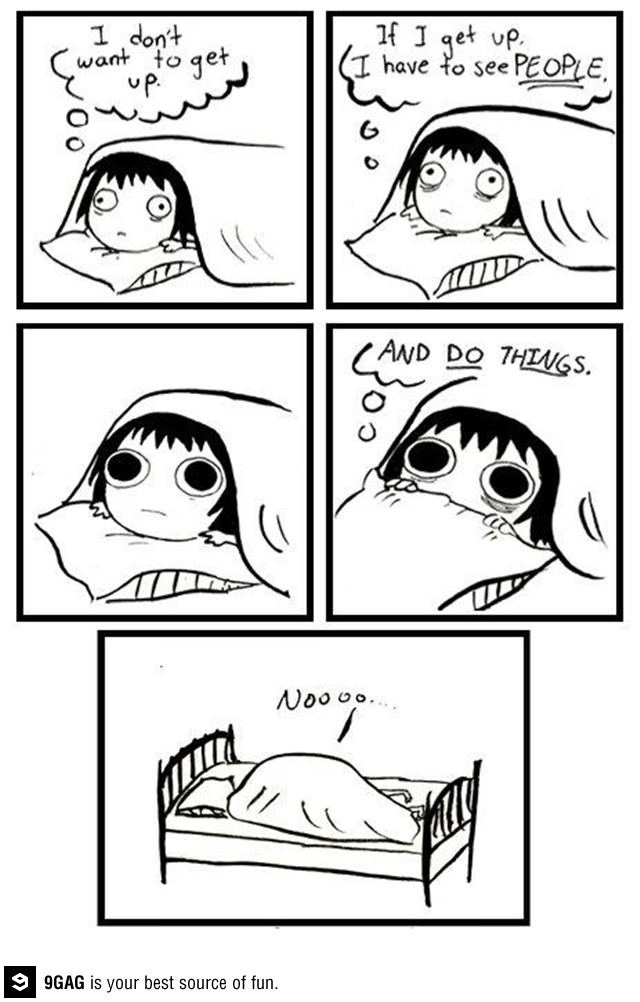 I don't
want to get
up.
If I get up,
I have to see PEOPLE,
AND DO THINGS.
Noooo....
9GAG is your best source of fun.